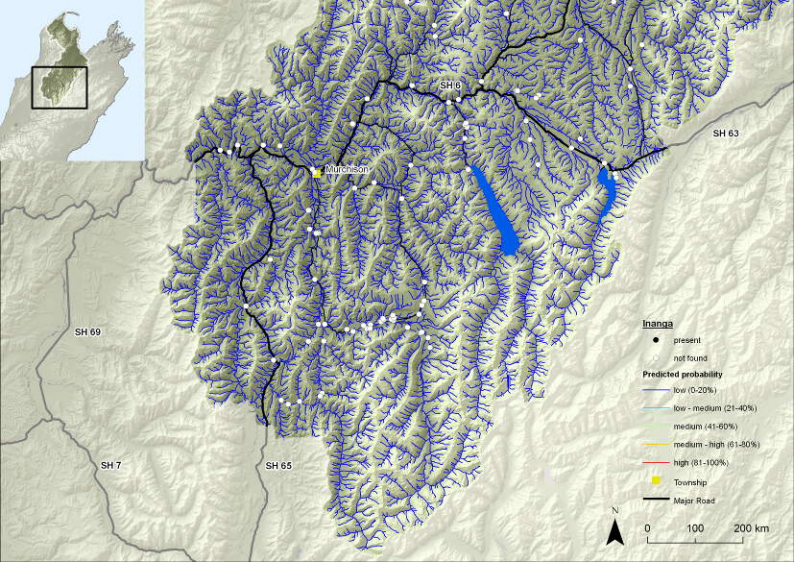 SH 6
SH 63
Murchison
SH 69
SH 7
SH 65
Inanga
present
not found
Predicted probability
low (0-20%)
low - medium (21-40%)
medium (41-60%)
medium - high (61-80%)
high (81-100%)
Township
Major Road
N
0 100 200 km